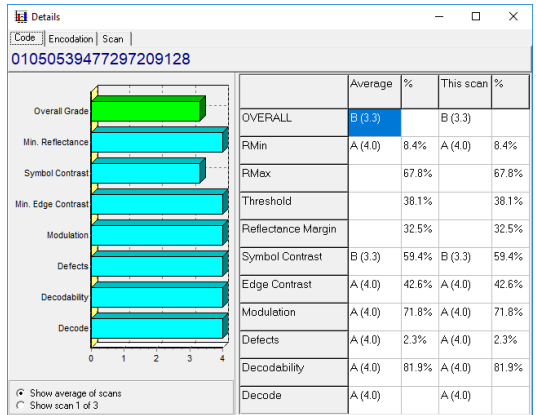 Details
Code Encodation Scan
01050539477297209128
Overall Grade
Min. Reflectance
Symbol Contrast
Min. Edge Contrast
Modulation
Defects
Decodability
Decode
0 1 2 3 4
Show average of scans
Show scan 1 of 3
Average % This scan %
OVERALL B (3.3) B (3.3)
RMin A (4.0) 8.4% A (4.0) 8.4%
RMax 67.8% 67.8%
Threshold 38.1% 38.1%
Reflectance Margin 32.5% 32.5%
Symbol Contrast B (3.3) 59.4% B (3.3) 59.4%
Edge Contrast A (4.0) 42.6% A (4.0) 42.6%
Modulation A (4.0) 71.8% A (4.0) 71.8%
Defects A (4.0) 2.3% A (4.0) 2.3%
Decodability A (4.0) 81.9% A (4.0) 81.9%
Decode A (4.0) A (4.0)